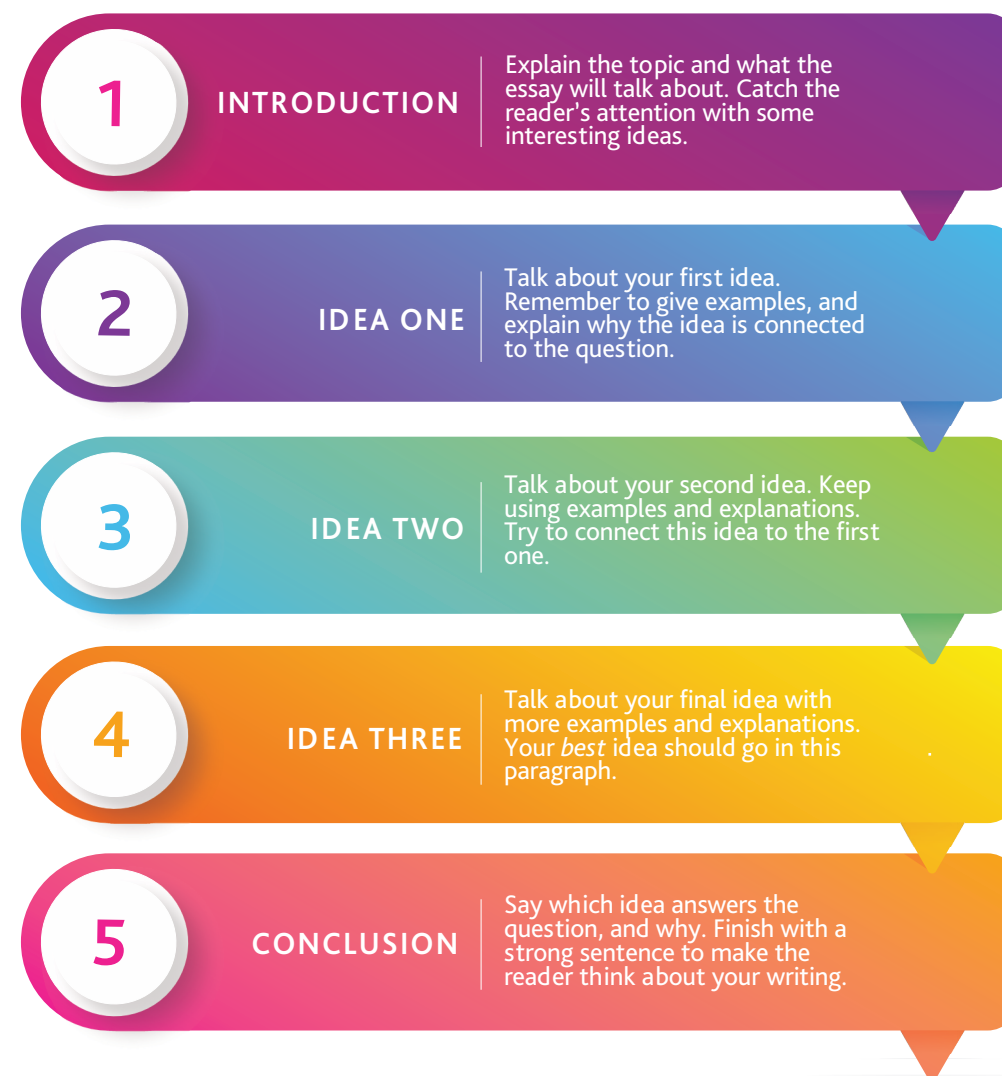 1
INTRODUCTION
Explain the topic and what the
essay will talk about. Catch the
reader's attention with some
interesting ideas.
2
IDEA ONE
Talk about your first idea.
Remember to give examples, and
explain why the idea is connected
to the question.
3
IDEA TWO
Talk about your second idea. Keep
using examples and explanations.
Try to connect this idea to the first
one.
4
IDEA THREE
Talk about your final idea with
more examples and explanations.
Your best idea should go in this .
paragraph.
5
CONCLUSION
Say which idea answers the
question, and why. Finish with a
strong sentence to make the
reader think about your writing.